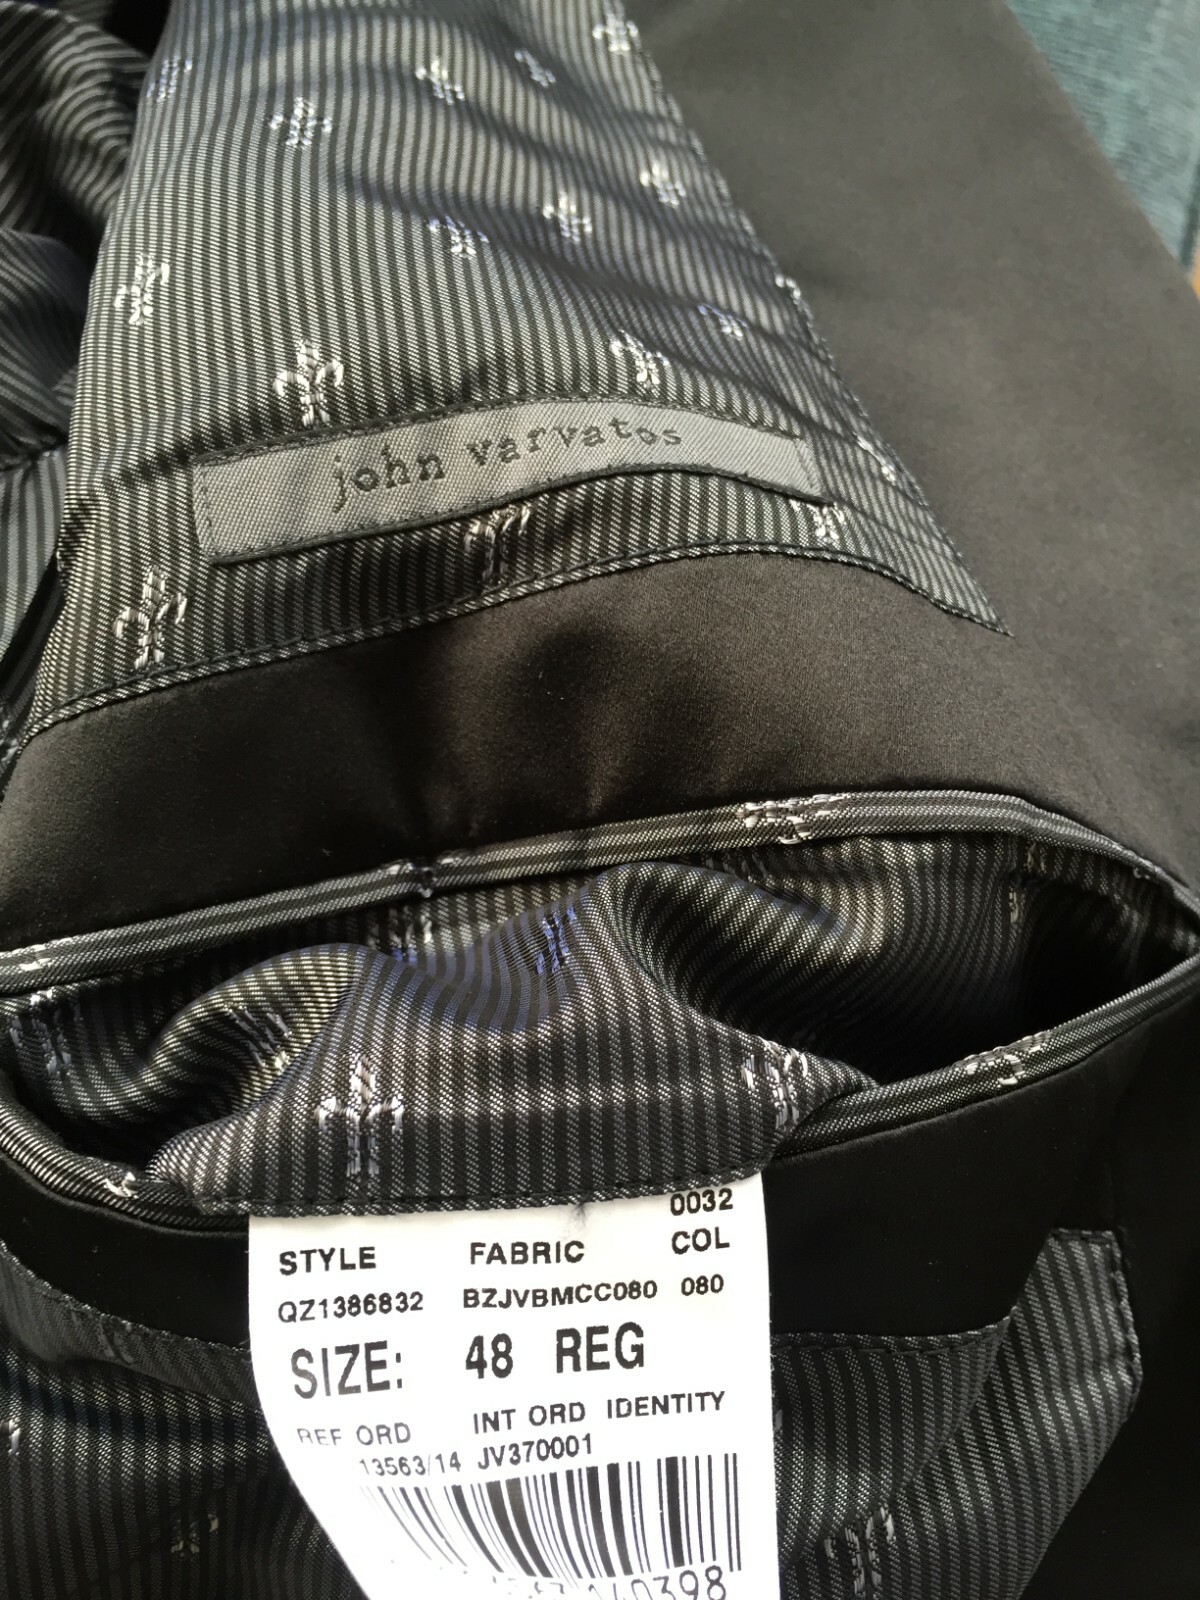 john varvatos
0032
STYLE FABRIC COL
QZ1386832 BZJVBMCC080 080
SIZE: 48 REG
REF ORD INT ORD IDENTITY
13563/14 JV370001
140398